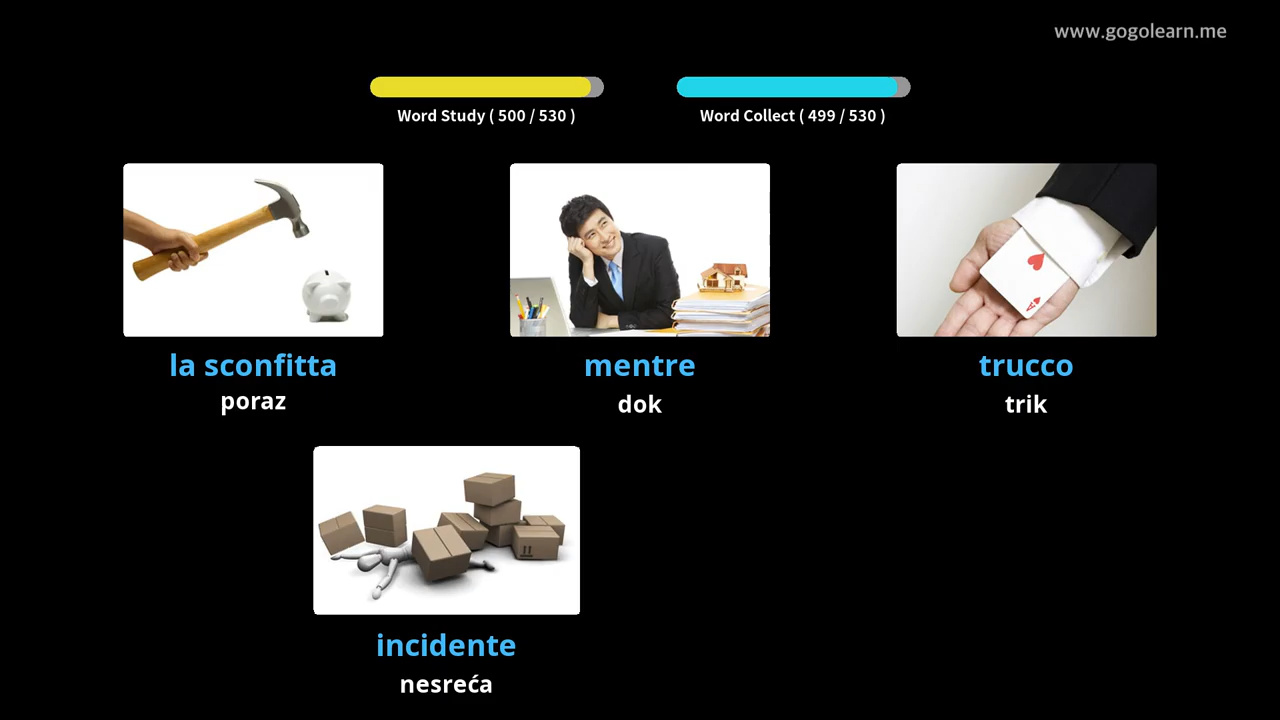 www.gogolearn.me
Word Study ( 500 / 530 )
Word Collect ( 499 / 530 )
la sconfitta
poraz
mentre
dok
trucco
trik
A
incidente
nesreća